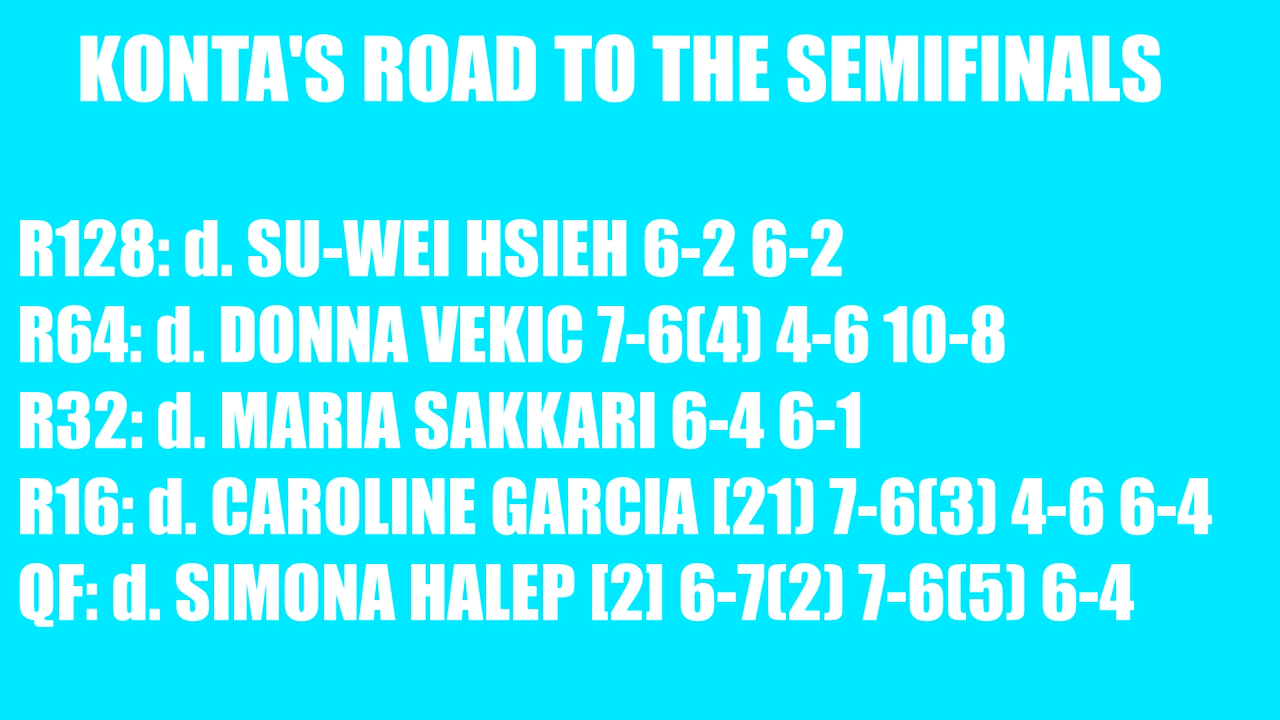 KONTA'S ROAD TO THE SEMIFINALS
R128: d. SU-WEI HSIEH 6-2 6-2
R64: d. DONNA VEKIC 7-6(4) 4-6 10-8
R32: d. MARIA SAKKARI 6-4 6-1
R16: d. CAROLINE GARCIA [21) 7-6(3) 4-6 6-4
QF: d. SIMONA HALEP [2] 6-7(2) 7-6(5) 6-4